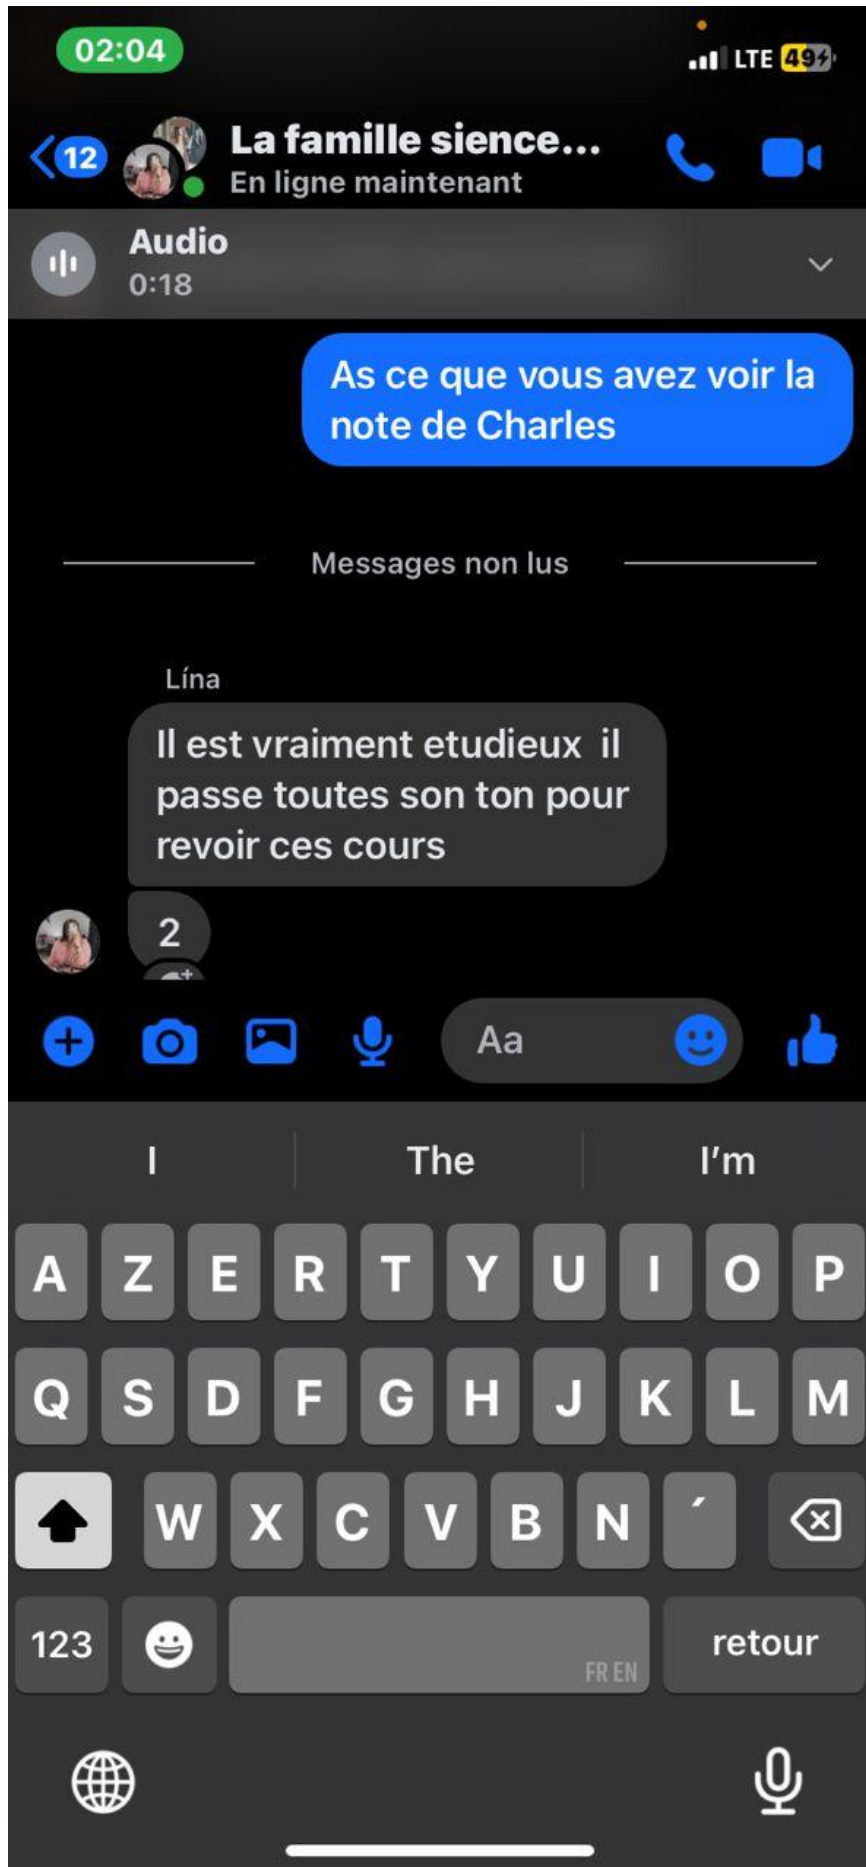 02:04
LTE 49
12
La famille sience...
En ligne maintenant
Audio
0:18
As ce que vous avez voir la
note de Charles
Messages non lus
Lína
Il est vraiment etudieux  il
passe toutes son ton pour
revoir ces cours
2
Aa
I The I'm
A Z E R T Y U I O P
Q S D F G H J K L M
W X C V B N ´
123 retour
FR EN